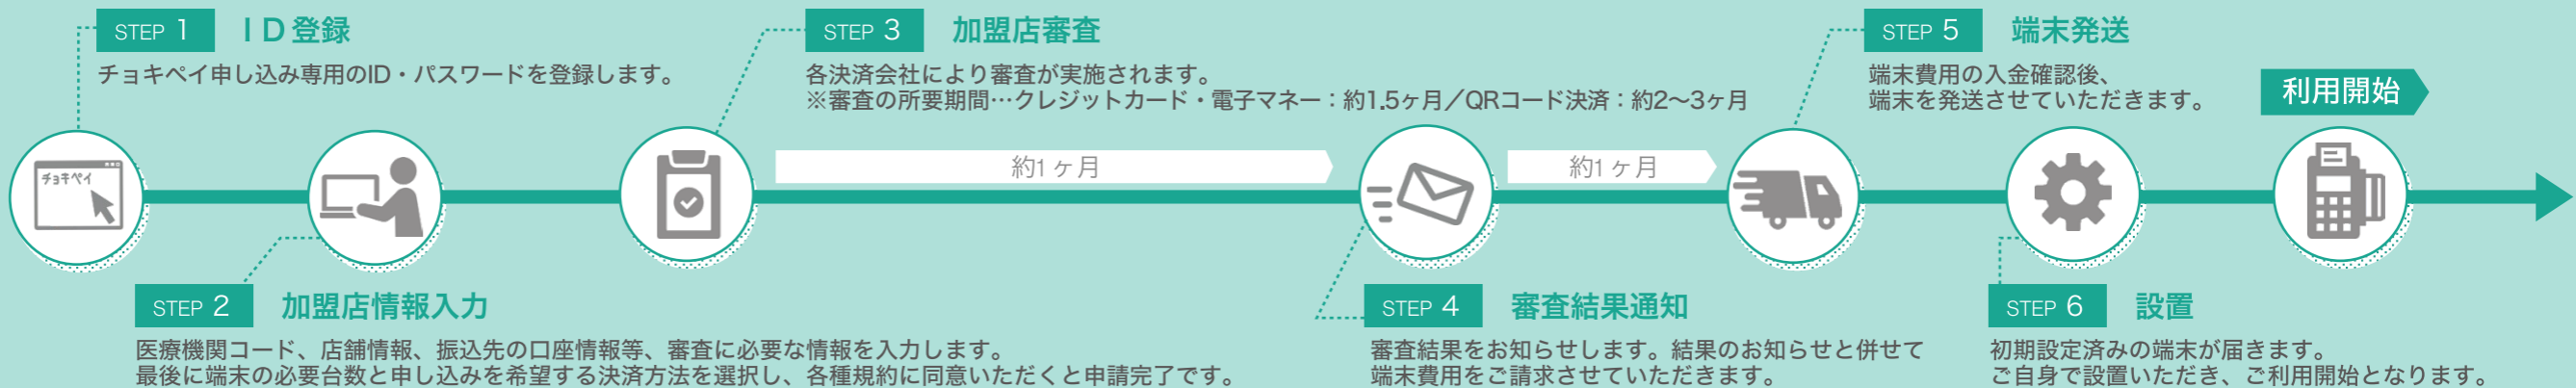 STEP 1 ID登録
チョキペイ申し込み専用のID・パスワードを登録します。
チョキペイ
STEP 2 加盟店情報入力
医療機関コード、店舗情報、振込先の口座情報等、審査に必要な情報を入力します。
最後に端末の必要台数と申し込みを希望する決済方法を選択し、各種規約に同意いただくと申請完了です。
STEP 3 加盟店審査
各決済会社により審査が実施されます。
※審査の所要期間…クレジットカード・電子マネー：約1.5ヶ月／QRコード決済：約2〜3ヶ月
約1ヶ月
STEP 4 審査結果通知
審査結果をお知らせします。結果のお知らせと併せて
端末費用をご請求させていただきます。
約1ヶ月
STEP 5 端末発送
端末費用の入金確認後、
端末を発送させていただきます。
STEP 6 設置
初期設定済みの端末が届きます。
ご自身で設置いただき、ご利用開始となります。
利用開始